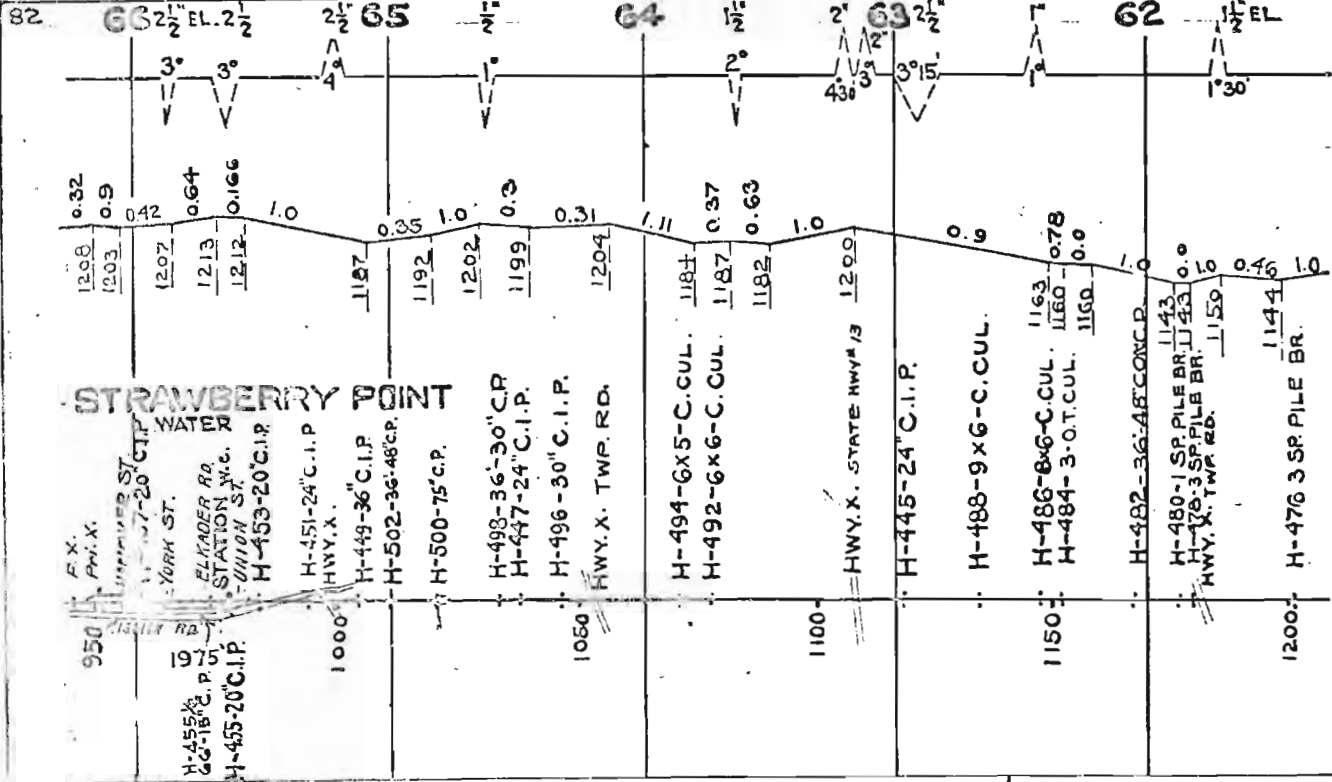 82
66 2½" EL. 2½ 2½" 65 ½" 64 1½" 2" 2" 63 2½" 1" 62 1½ EL
3° 3° 4° 1° 2° 4°30' 3° 3°15' 1° 1°30'
0.32 0.9 0.42 0.64 0.166 1.0 0.35 1.0 0.3 0.31 1.11 0.37 0.63 1.0 0.9 0.78 0.0 1.0 0.0 1.0 0.46 1.0
1208 1203 1207 1213 1212 1187 1192 1202 1199 1204 1184 1187 1182 1200 1163 1160 1160 1143 1143 1150 1144
STRAWBERRY POINT
WATER
F.X.
Pri. X.
YORK ST.
ELKADER RD.
STATION W.C.
UNION ST.
H-453-20" C.I.P.
H-451-24" C.I.P
HWY. X.
H-449-36" C.I.P.
H-502-36'-48" C.P.
H-500-75" C.P.
H-498-36'-30" C.P.
H-447-24" C.I.P.
H-496-30" C.I.P.
HWY. X. TWP. RD.
H-494-6X5-C.CUL.
H-492-6X6-C.CUL.
HWY. X. STATE HWY# 13
H-445-24" C.I.P.
H-488-9X6-C.CUL.
H-486-8X6-C.CUL.
H-484-3-O.T.CUL.
H-482-36'-48" CONC.P.
H-480-1 SP. PILE BR.
H-478-3 SP. PILE BR.
HWY. X. TWP. RD.
H-476 3 SP. PILE BR.
950 1000 1050 1100 1150 1200
1975
H-455½
66'-18" C.P.
H-455-20" C.I.P.